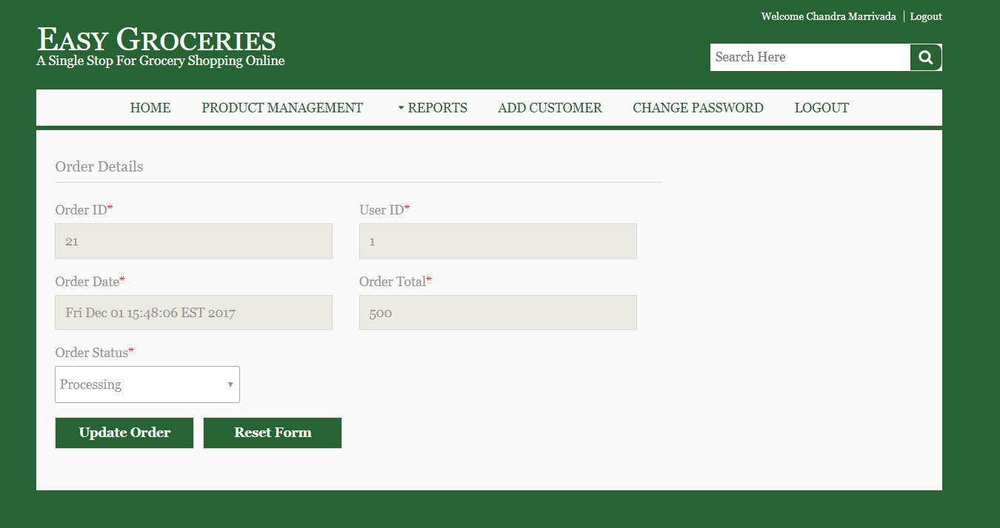 Welcome Chandra Marrivada | Logout
EASY GROCERIES
A Single Stop For Grocery Shopping Online
Search Here
HOME PRODUCT MANAGEMENT REPORTS ADD CUSTOMER CHANGE PASSWORD LOGOUT
Order Details
Order ID* User ID*
21 1
Order Date* Order Total*
Fri Dec 01 15:48:06 EST 2017 500
Order Status*
Processing
Update Order Reset Form